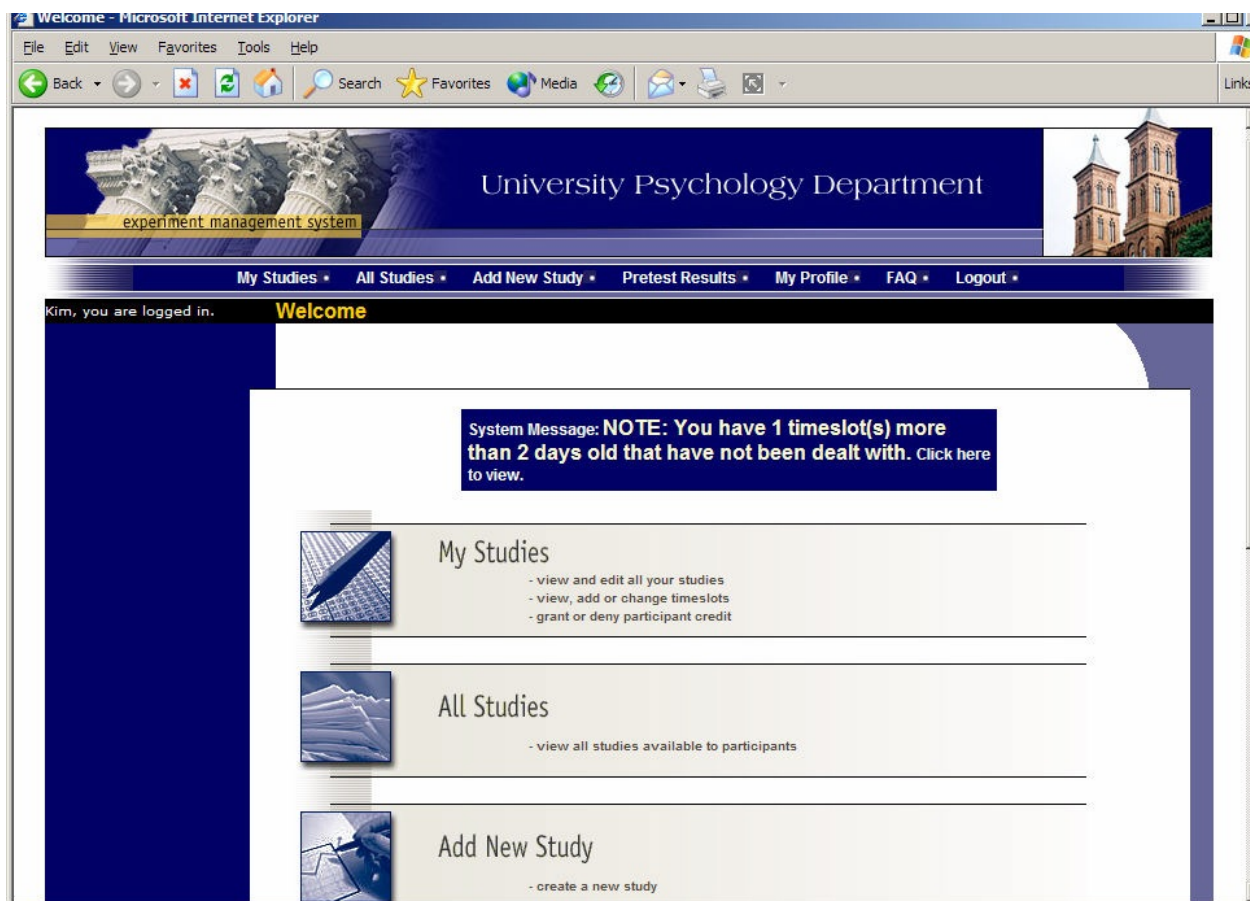 Welcome - Microsoft Internet Explorer
File Edit View Favorites Tools Help
Back Search Favorites Media Links
University Psychology Department
experiment management system
My Studies • All Studies • Add New Study • Pretest Results • My Profile • FAQ • Logout •
Kim, you are logged in. Welcome
System Message: NOTE: You have 1 timeslot(s) more
than 2 days old that have not been dealt with. Click here
to view.
My Studies
- view and edit all your studies
- view, add or change timeslots
- grant or deny participant credit
All Studies
- view all studies available to participants
Add New Study
- create a new study